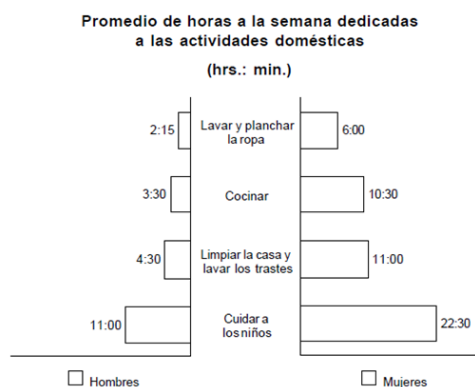 Promedio de horas a la semana dedicadas
a las actividades domésticas
(hrs.: min.)
2:15
Lavar y planchar
la ropa
6:00
3:30
Cocinar
10:30
4:30
Limpiar la casa y
lavar los trastes
11:00
11:00
Cuidar a
los niños
22:30
Hombres
Mujeres